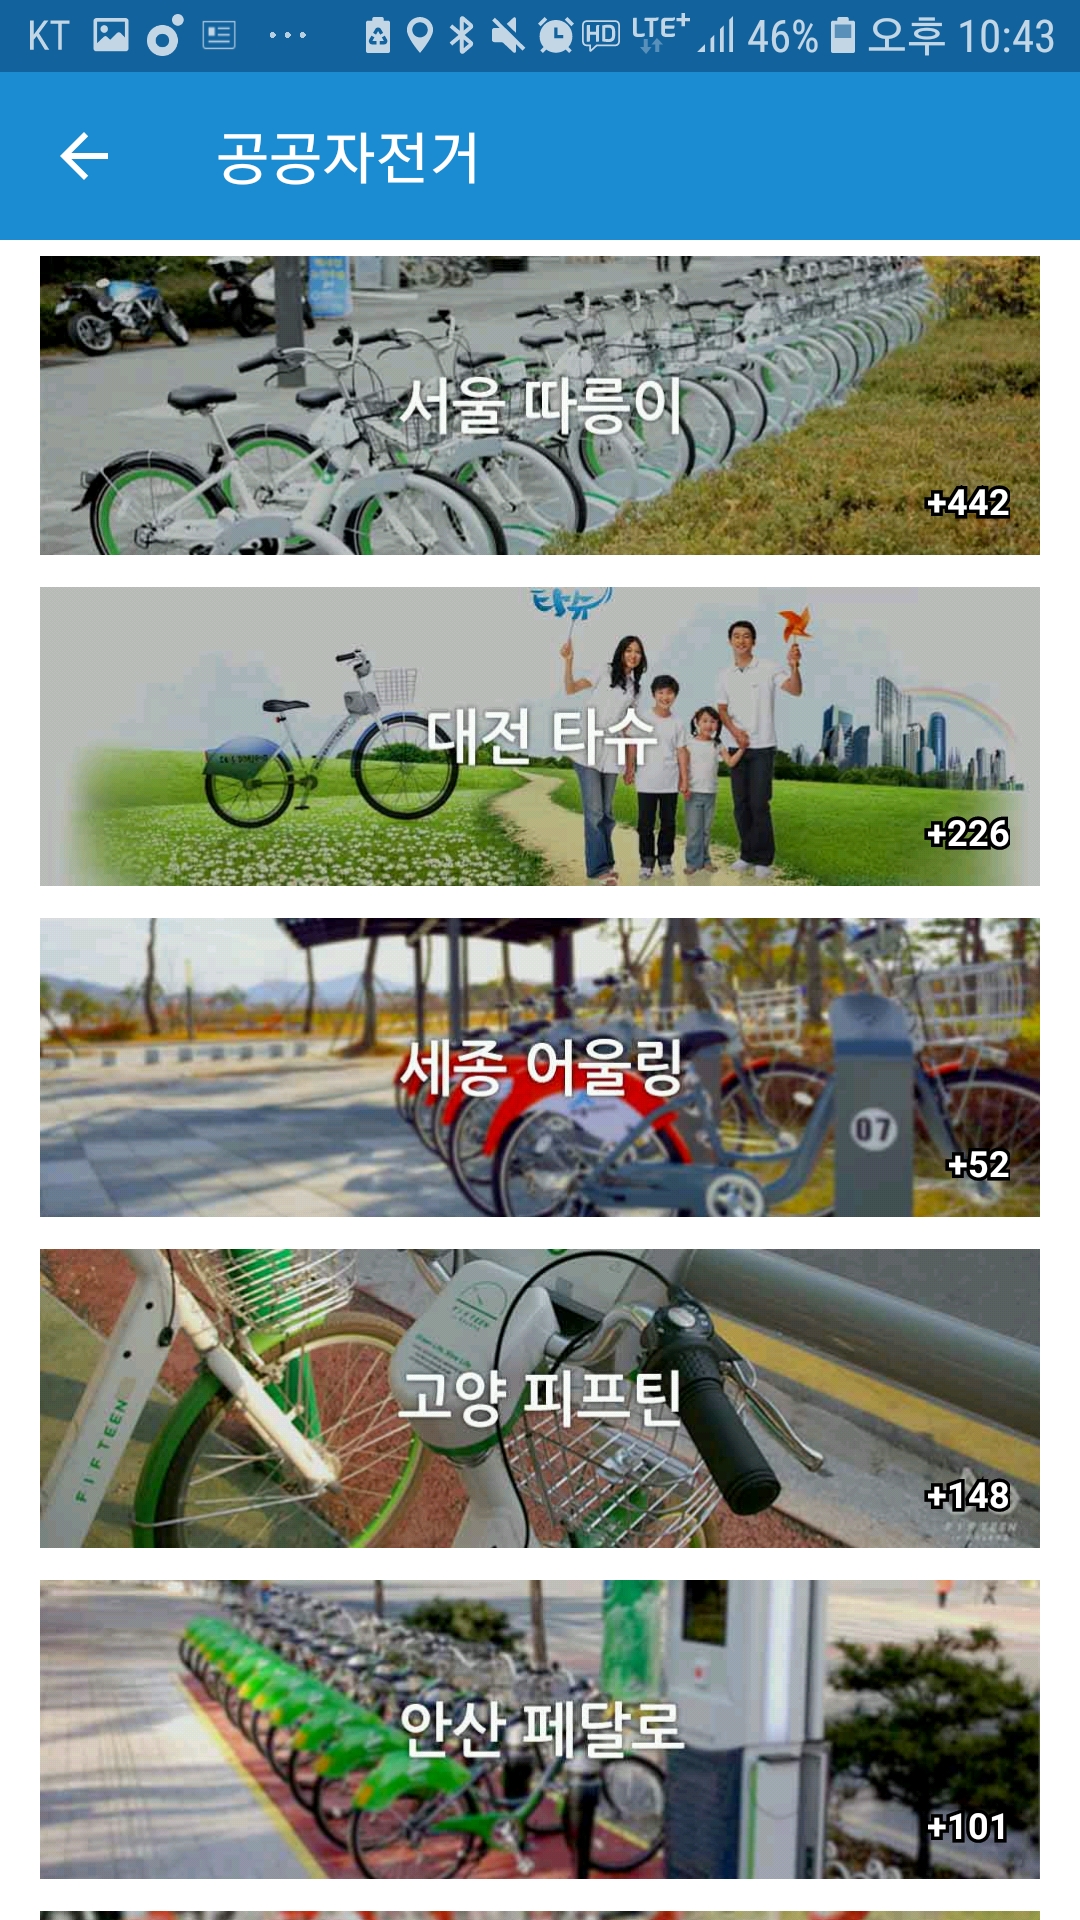 KT HD LTE+ 46% 오후 10:43
공공자전거
서울 따릉이
+442
타슈
대전 타슈
+226
세종 어울링
07
+52
FIFTEEN
고양 피프틴
FIFTEEN
+148
FIFTEEN
안산 페달로
+101